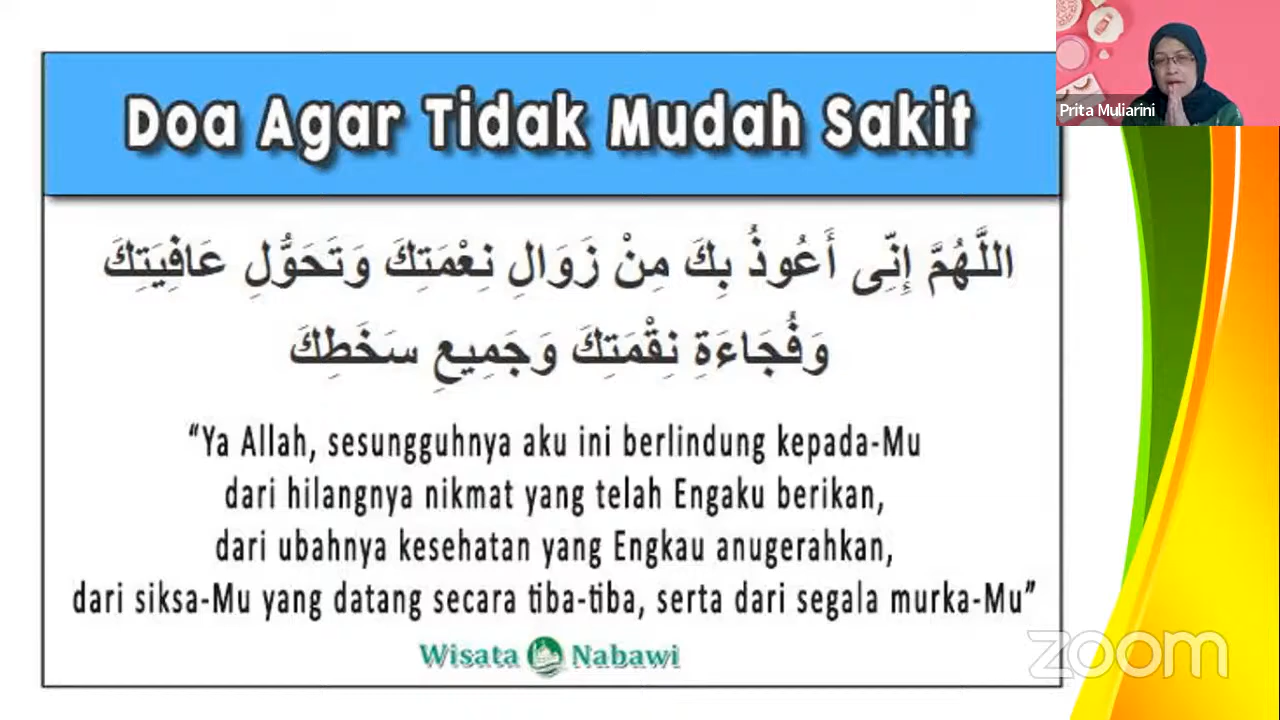 Doa Agar Tidak Mudah Sakit
اللَّهُمَّ إِنِّى أَعُوذُ بِكَ مِنْ زَوَالِ نِعْمَتِكَ وَتَحَوُّلِ عَافِيَتِكَ
وَفُجَاءَةِ نِقْمَتِكَ وَجَمِيعِ سَخَطِكَ
“Ya Allah, sesungguhnya aku ini berlindung kepada-Mu
dari hilangnya nikmat yang telah Engaku berikan,
dari ubahnya kesehatan yang Engkau anugerahkan,
dari siksa-Mu yang datang secara tiba-tiba, serta dari segala murka-Mu”
Wisata Nabawi
Prita Muliarini
zoom